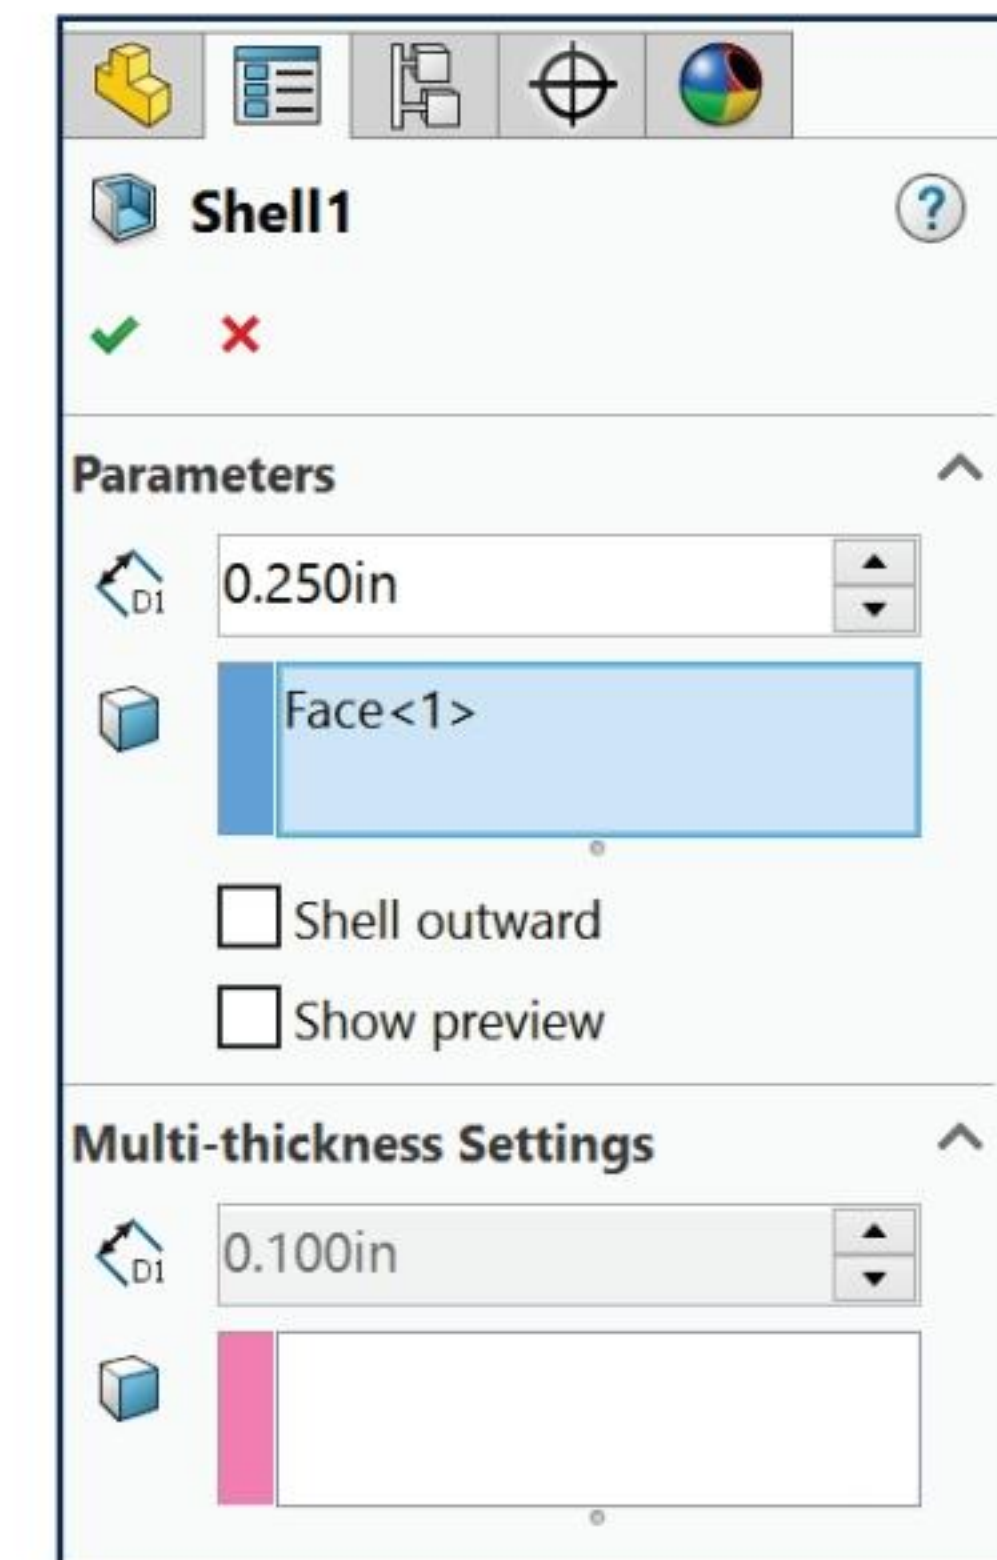 Shell1
?
Parameters
D1
0.250in
Face<1>
Shell outward
Show preview
Multi-thickness Settings
D1
0.100in